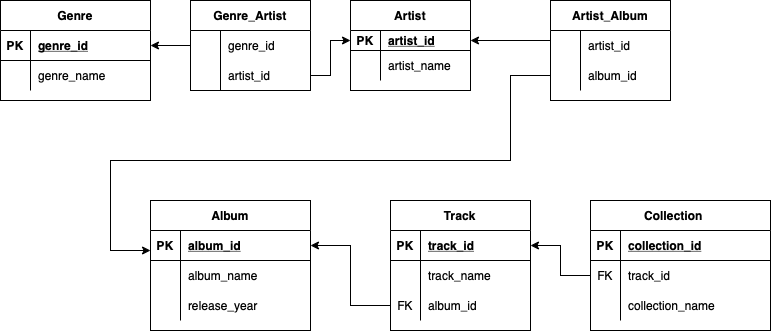 Genre
PK genre_id
genre_name
Genre_Artist
genre_id
artist_id
Artist
PK artist_id
artist_name
Artist_Album
artist_id
album_id
Album
PK album_id
album_name
release_year
Track
PK track_id
track_name
FK album_id
Collection
PK collection_id
FK track_id
collection_name